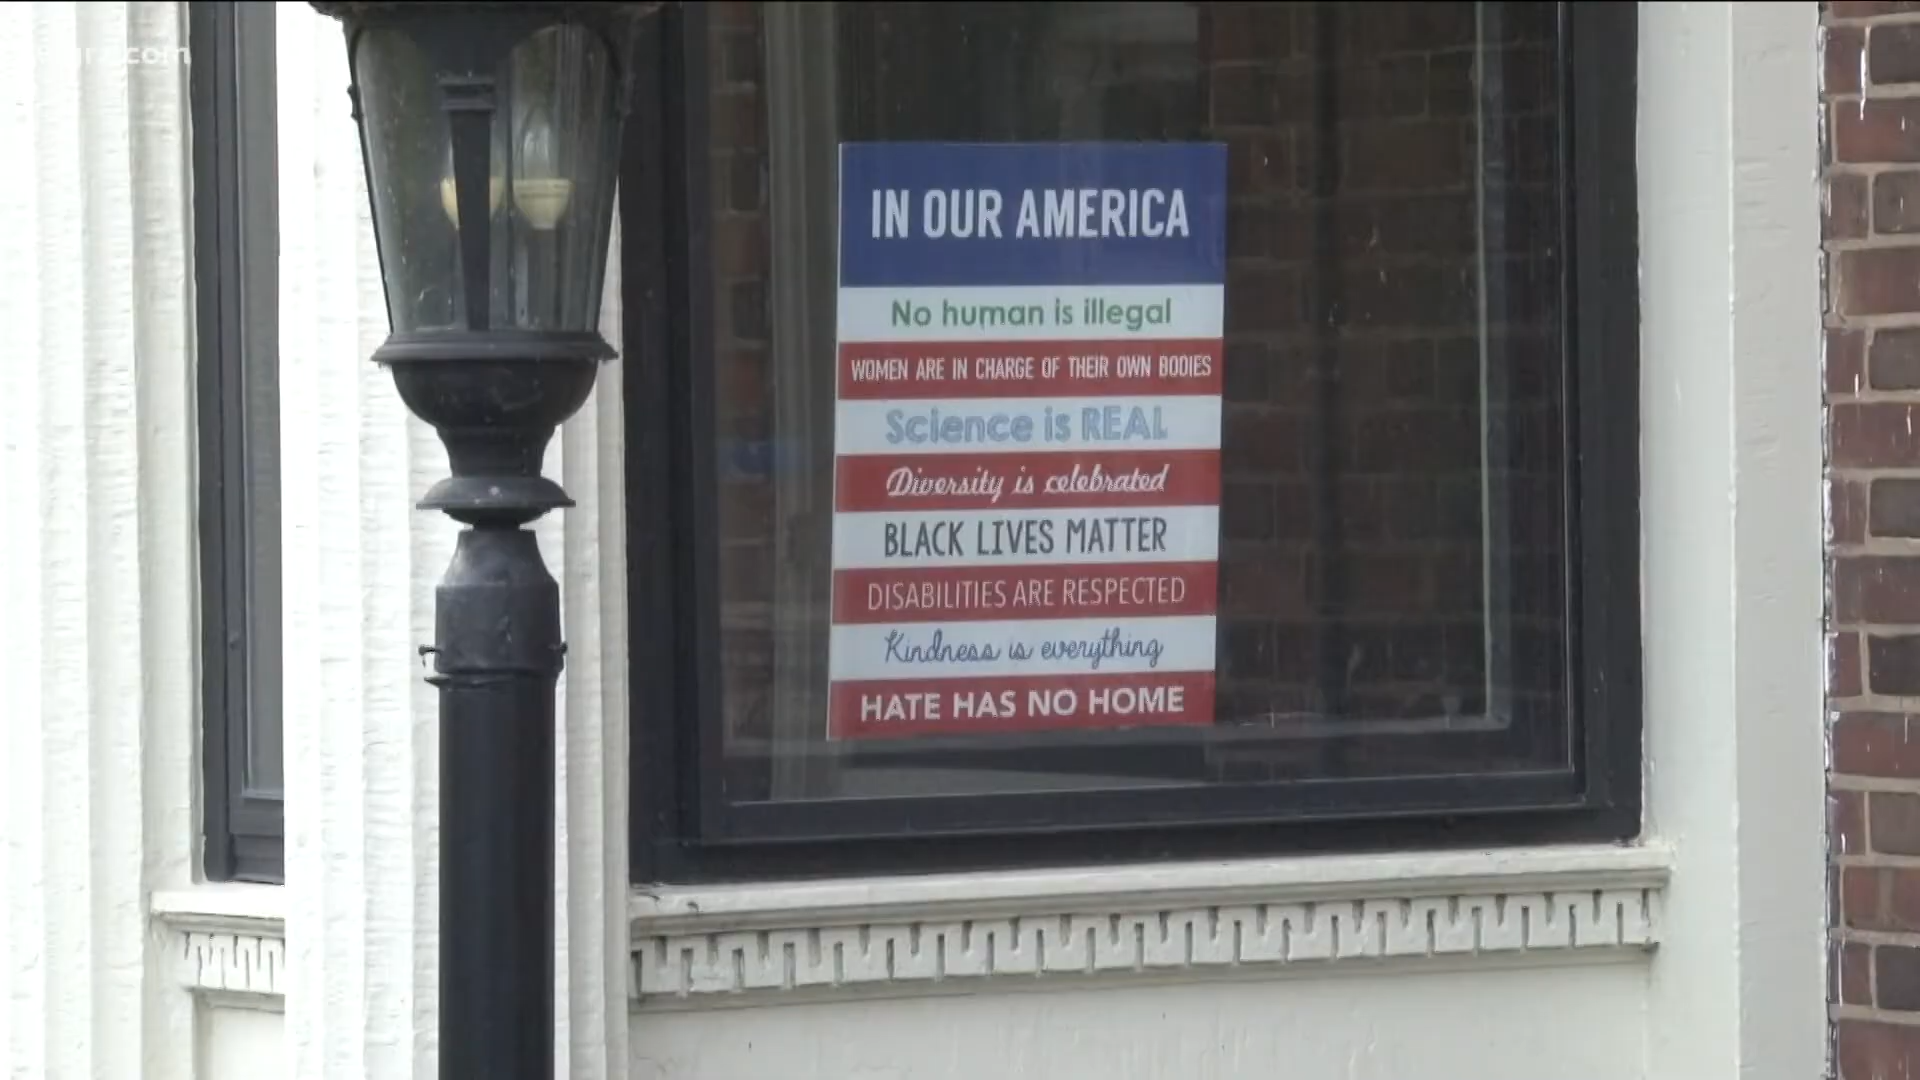 IN OUR AMERICA
No human is illegal
WOMEN ARE IN CHARGE OF THEIR OWN BODIES
Science is REAL
Diversity is celebrated
BLACK LIVES MATTER
DISABILITIES ARE RESPECTED
Kindness is everything
HATE HAS NO HOME